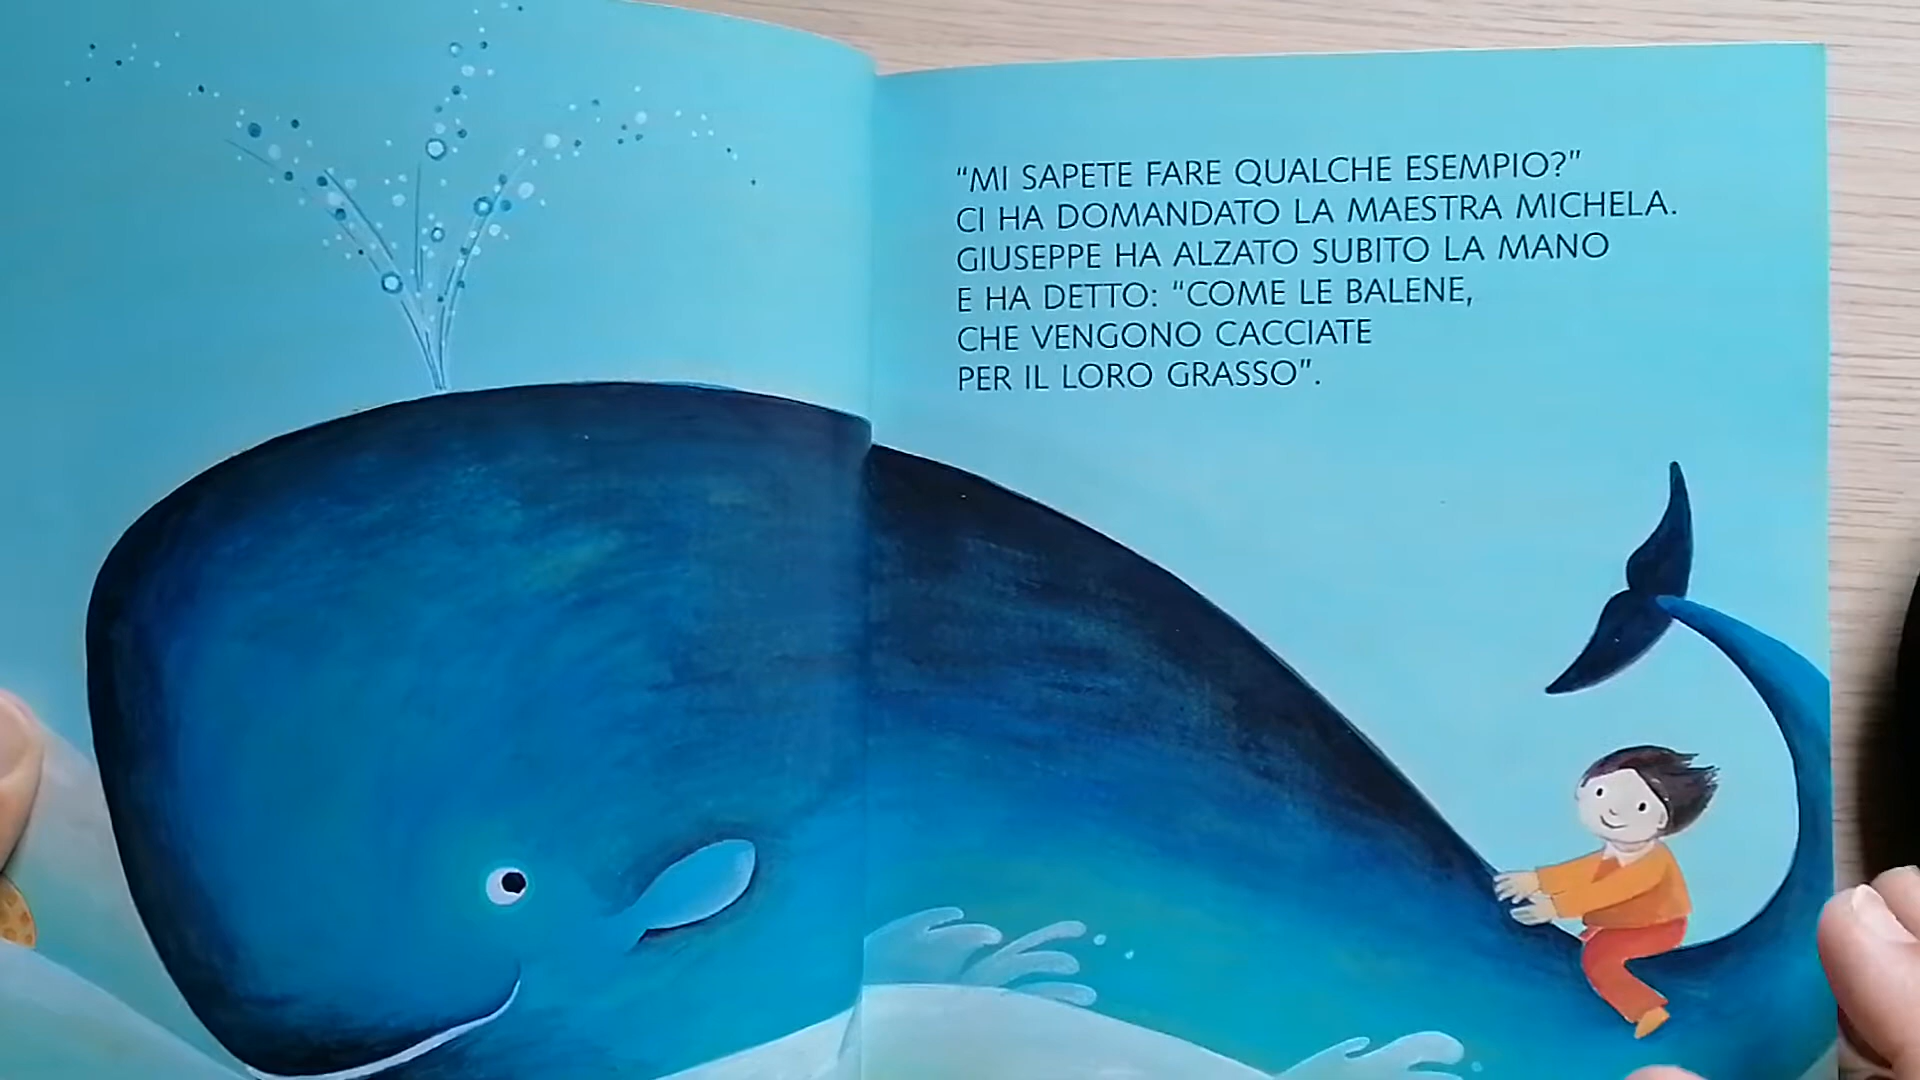 “MI SAPETE FARE QUALCHE ESEMPIO?”
CI HA DOMANDATO LA MAESTRA MICHELA.
GIUSEPPE HA ALZATO SUBITO LA MANO
E HA DETTO: “COME LE BALENE,
CHE VENGONO CACCIATE
PER IL LORO GRASSO”.